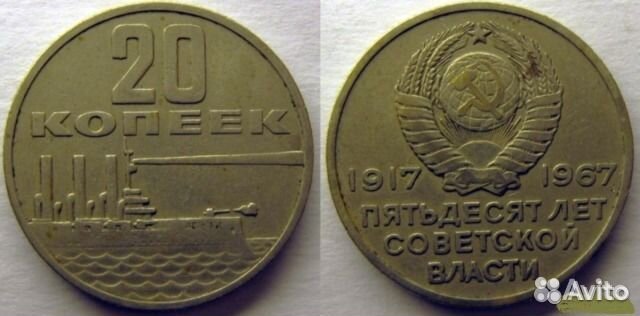 20
КОПЕЕК
1917 1967
ПЯТЬДЕСЯТ ЛЕТ
СОВЕТСКОЙ
ВЛАСТИ
Avito